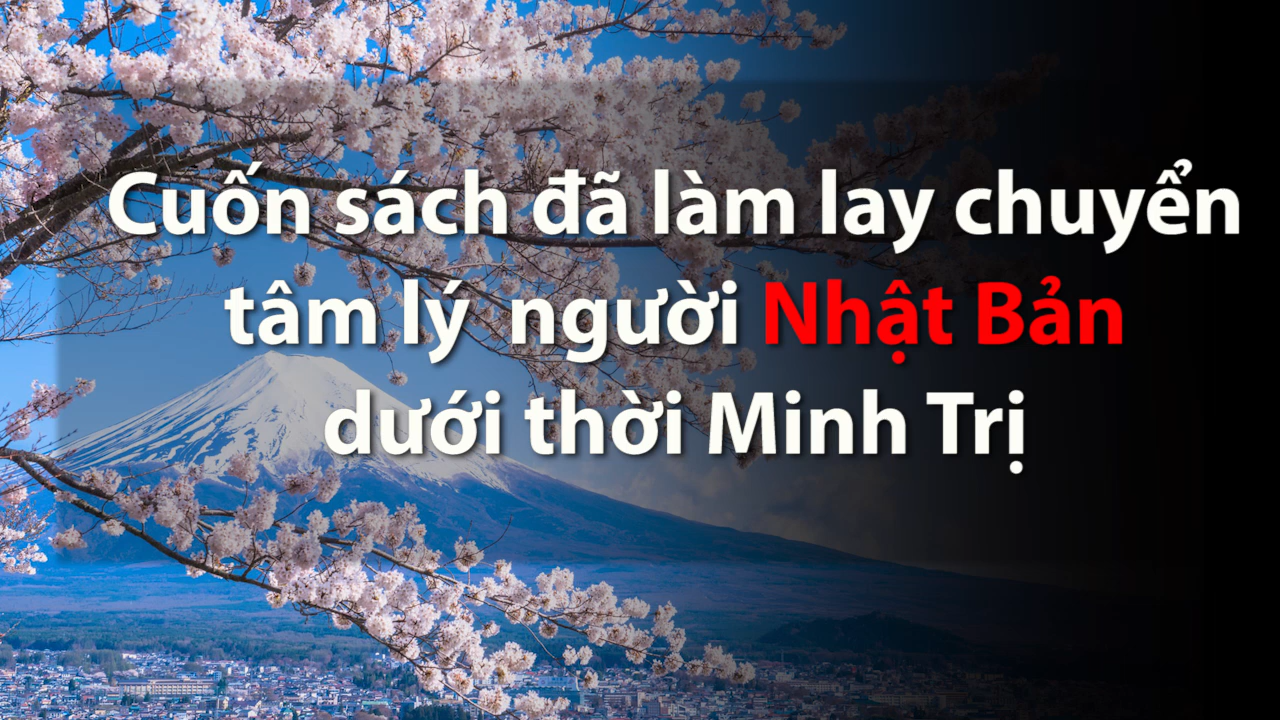 Cuốn sách đã làm lay chuyển
tâm lý người Nhật Bản
dưới thời Minh Trị